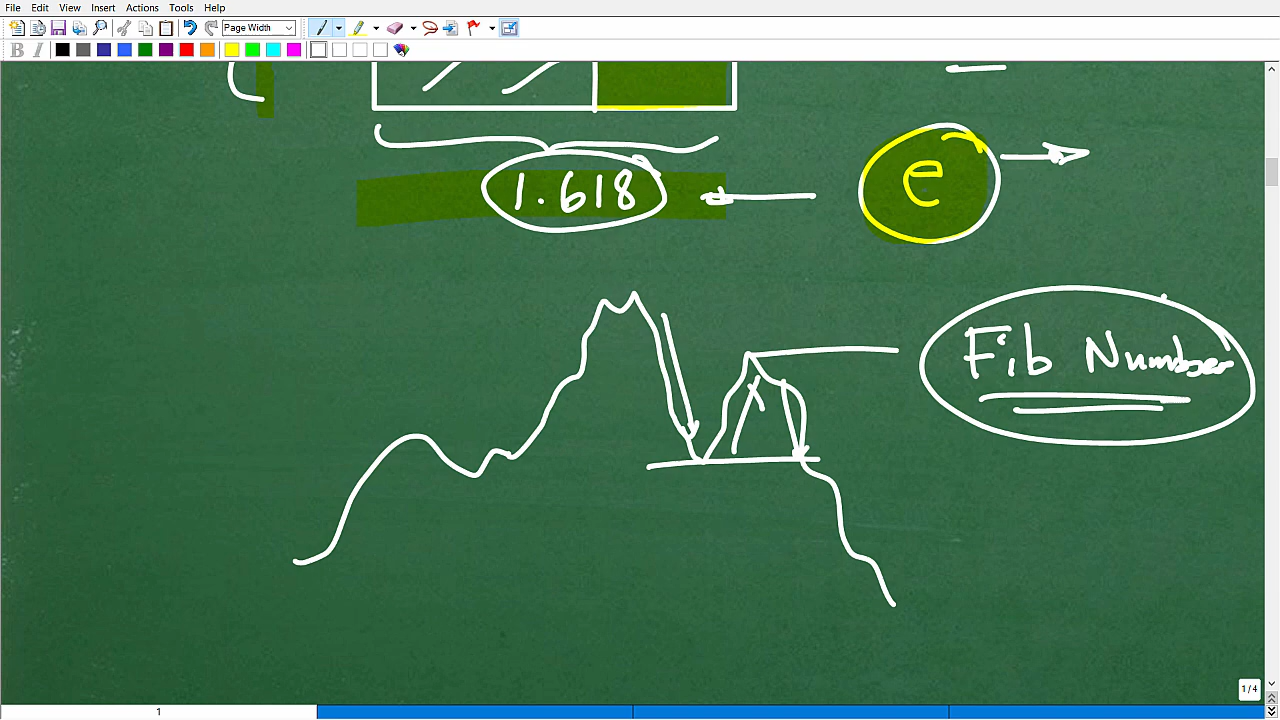 File Edit View Insert Actions Tools Help
Page Width
B I
1.618
e
Fib Number
1/4
1